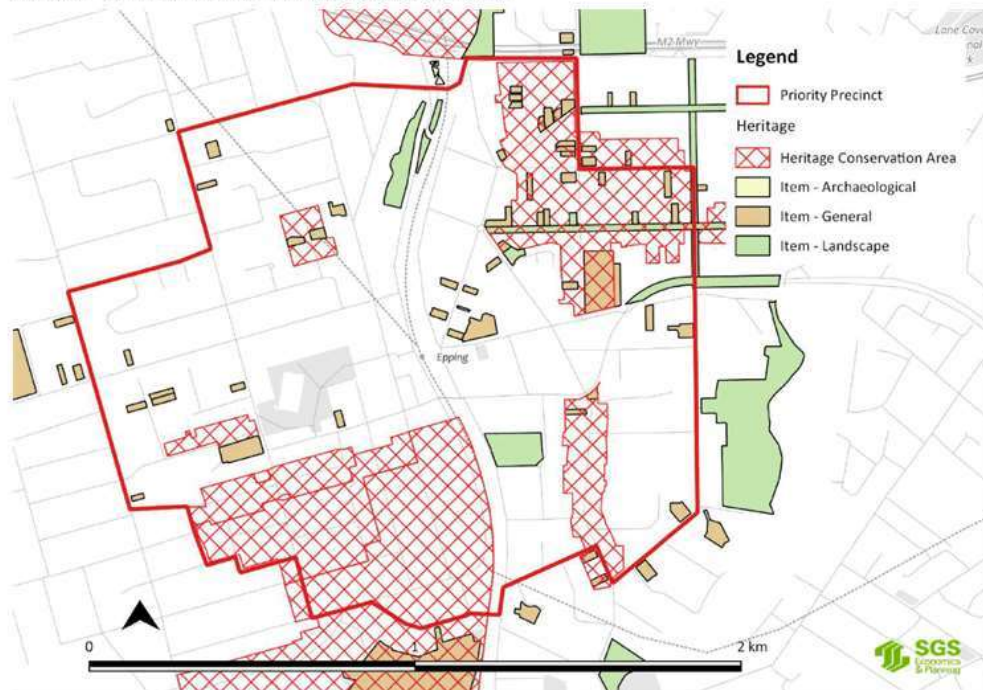 M2 Mwy
Lane Cove
Legend
Priority Precinct
Heritage
Heritage Conservation Area
Item - Archaeological
Item - General
Item - Landscape
Epping
0
1
2 km
SGS
Economics
& Planning